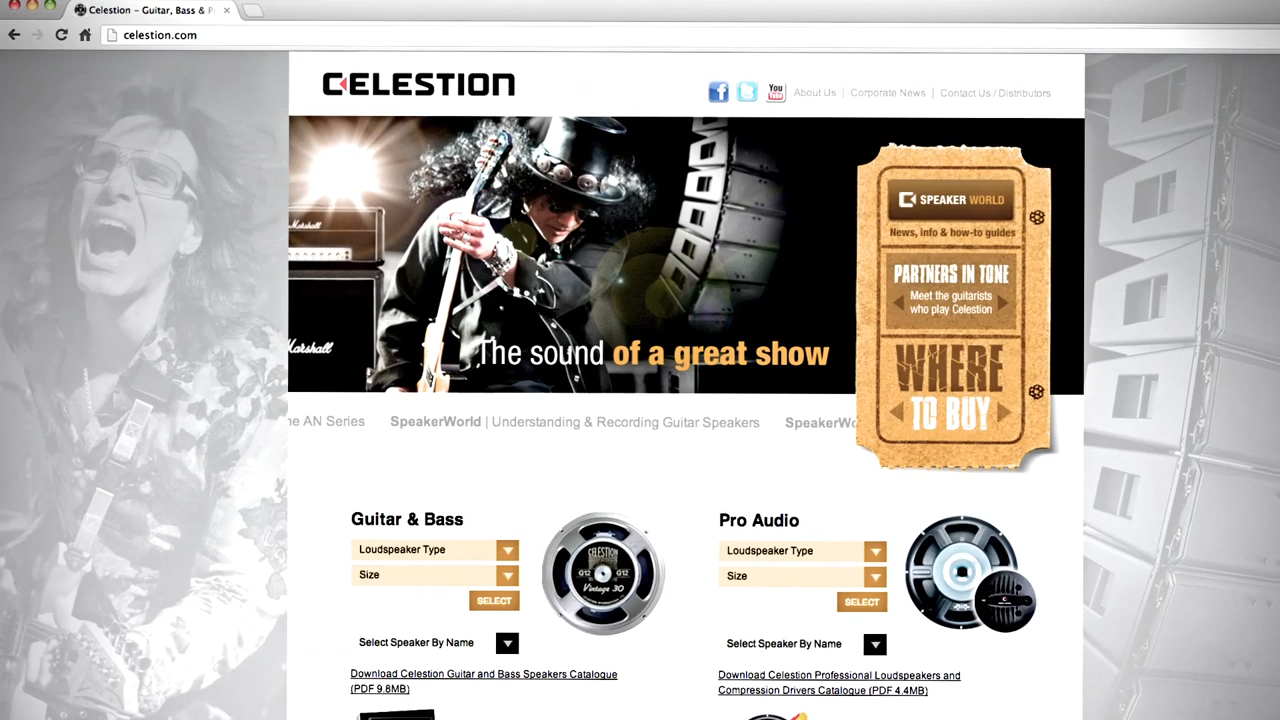 Celestion – Guitar, Bass & P
celestion.com
CELESTION
You
Tube
About Us | Corporate News | Contact Us / Distributors
Marshall
Marshall
The sound of a great show
SPEAKER WORLD
News, info & how-to guides
PARTNERS IN TONE
Meet the guitarists
who play Celestion
WHERE
TO BUY
ne AN Series SpeakerWorld | Understanding & Recording Guitar Speakers SpeakerWo
Guitar & Bass
Loudspeaker Type
Size
SELECT
Select Speaker By Name
Download Celestion Guitar and Bass Speakers Catalogue
(PDF 9.8MB)
CELESTION
G12 G12
Vintage 30
Pro Audio
Loudspeaker Type
Size
SELECT
Select Speaker By Name
Download Celestion Professional Loudspeakers and
Compression Drivers Catalogue (PDF 4.4MB)